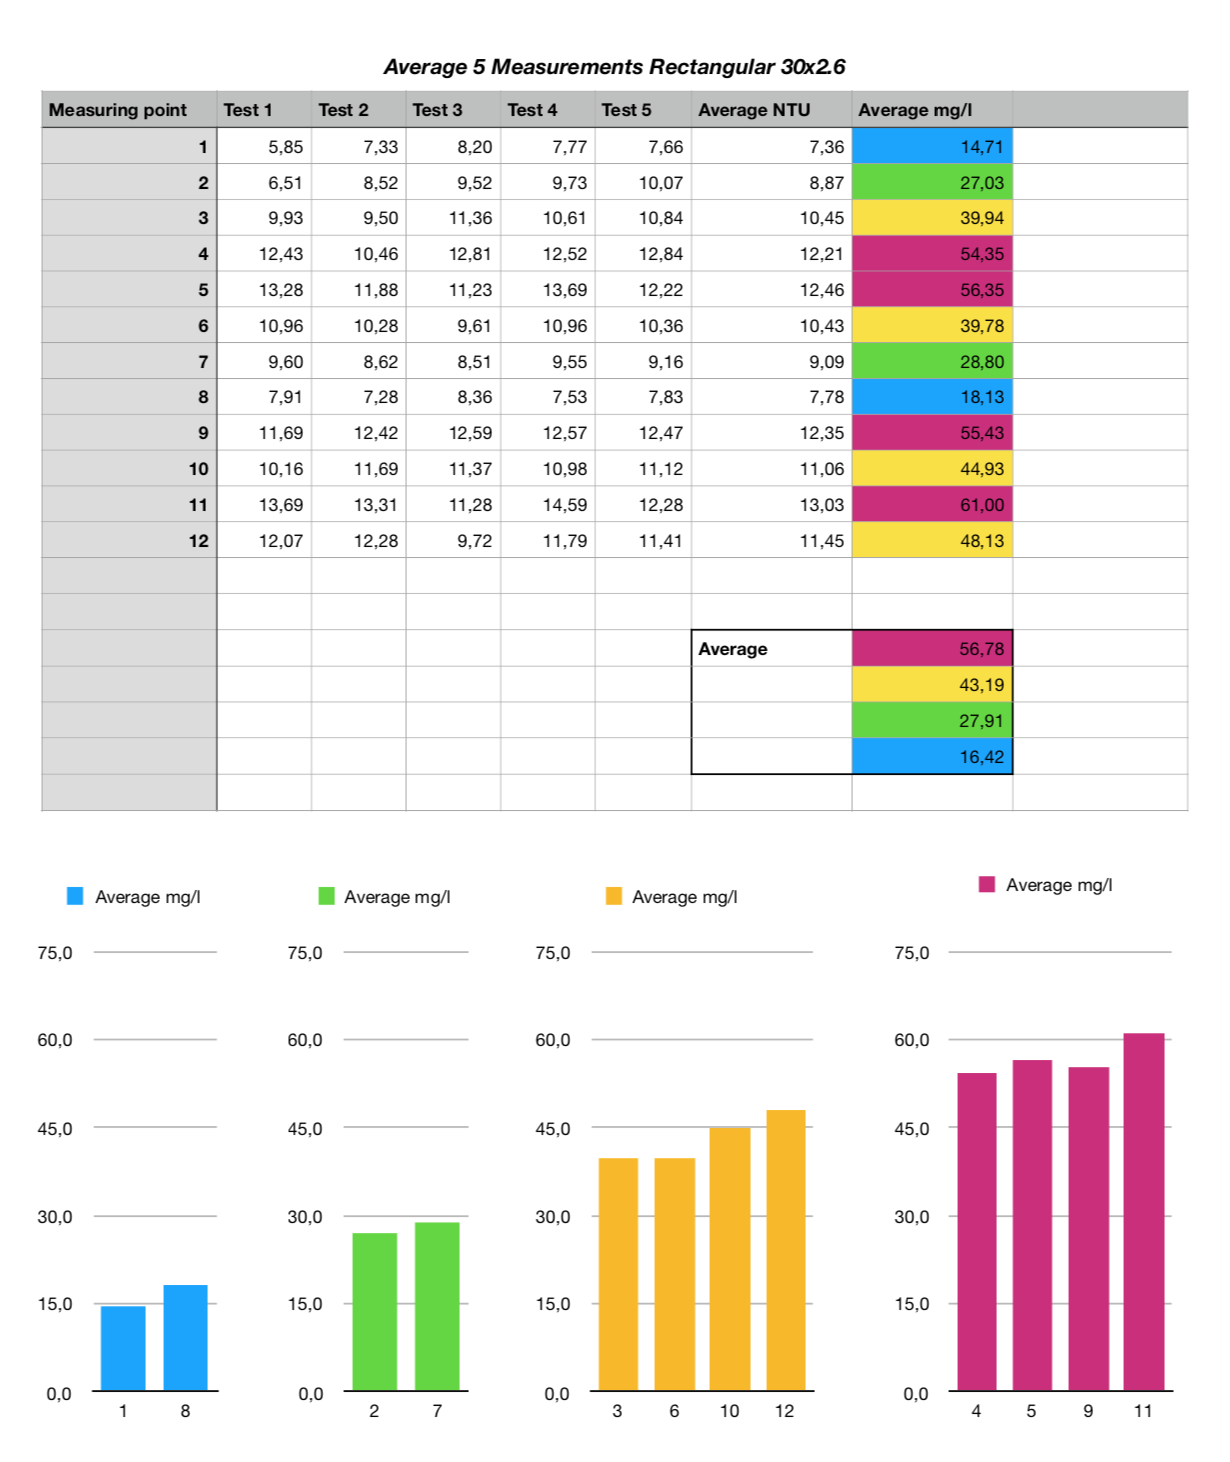 Average 5 Measurements Rectangular 30x2.6
Measuring point Test 1 Test 2 Test 3 Test 4 Test 5 Average NTU Average mg/l
1 5,85 7,33 8,20 7,77 7,66 7,36 14,71
2 6,51 8,52 9,52 9,73 10,07 8,87 27,03
3 9,93 9,50 11,36 10,61 10,84 10,45 39,94
4 12,43 10,46 12,81 12,52 12,84 12,21 54,35
5 13,28 11,88 11,23 13,69 12,22 12,46 56,35
6 10,96 10,28 9,61 10,96 10,36 10,43 39,78
7 9,60 8,62 8,51 9,55 9,16 9,09 28,80
8 7,91 7,28 8,36 7,53 7,83 7,78 18,13
9 11,69 12,42 12,59 12,57 12,47 12,35 55,43
10 10,16 11,69 11,37 10,98 11,12 11,06 44,93
11 13,69 13,31 11,28 14,59 12,28 13,03 61,00
12 12,07 12,28 9,72 11,79 11,41 11,45 48,13
Average 56,78
43,19
27,91
16,42
Average mg/l Average mg/l Average mg/l Average mg/l
75,0 75,0 75,0 75,0
60,0 60,0 60,0 60,0
45,0 45,0 45,0 45,0
30,0 30,0 30,0 30,0
15,0 15,0 15,0 15,0
0,0 0,0 0,0 0,0
1 8 2 7 3 6 10 12 4 5 9 11